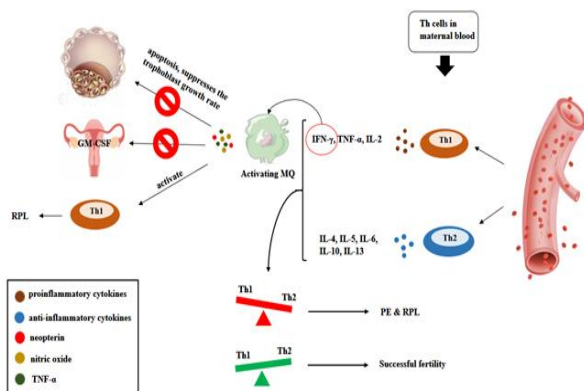 Th cells in
maternal blood
apoptosis, suppresses the
trophoblast growth rate
GM-CSF
Activating MQ
IFN-γ, TNF-α, IL-2
Th1
activate
Th1
RPL
IL-4, IL-5, IL-6,
IL-10, IL-13
Th2
Th1
Th2
PE & RPL
Th1
Th2
Successful fertility
proinflammatory cytokines
anti-inflammatory cytokines
neopterin
nitric oxide
TNF-α